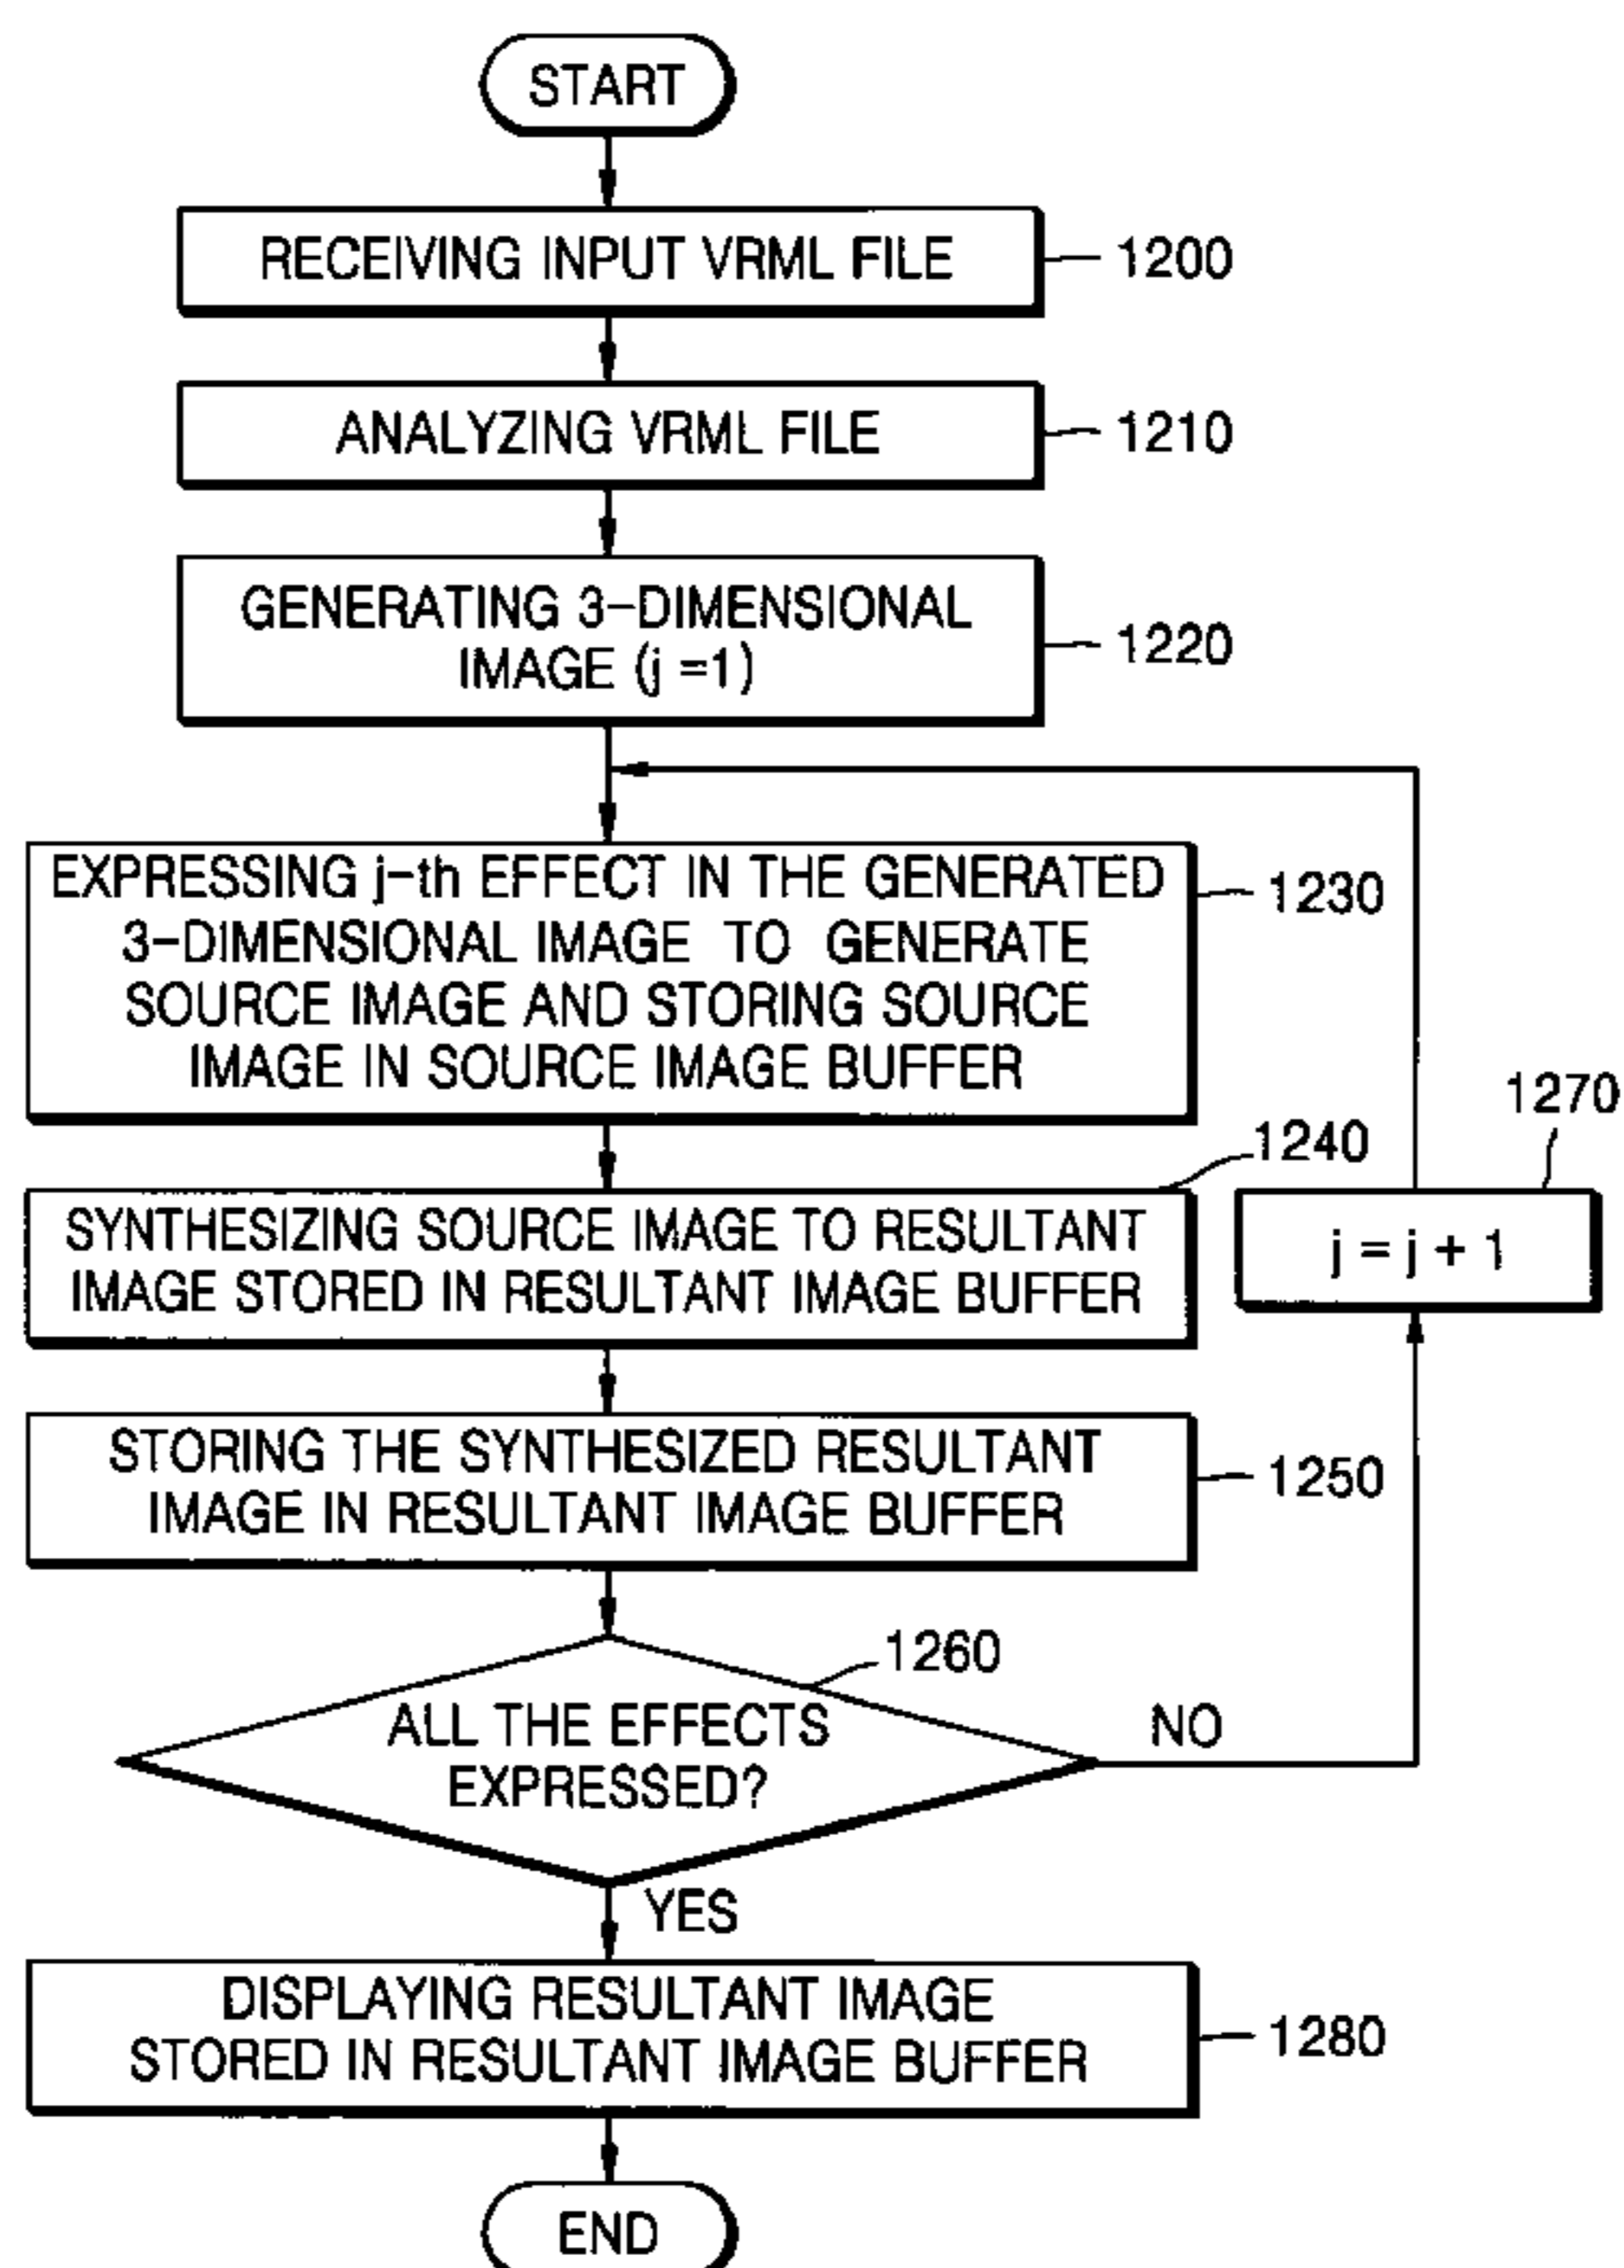 START
RECEIVING INPUT VRML FILE
1200
ANALYZING VRML FILE
1210
GENERATING 3-DIMENSIONAL
IMAGE (j =1)
1220
EXPRESSING j-th EFFECT IN THE GENERATED
3-DIMENSIONAL IMAGE TO GENERATE
SOURCE IMAGE AND STORING SOURCE
IMAGE IN SOURCE IMAGE BUFFER
1230
SYNTHESIZING SOURCE IMAGE TO RESULTANT
IMAGE STORED IN RESULTANT IMAGE BUFFER
1240
1270
j = j + 1
STORING THE SYNTHESIZED RESULTANT
IMAGE IN RESULTANT IMAGE BUFFER
1250
1260
ALL THE EFFECTS
EXPRESSED?
NO
YES
DISPLAYING RESULTANT IMAGE
STORED IN RESULTANT IMAGE BUFFER
1280
END